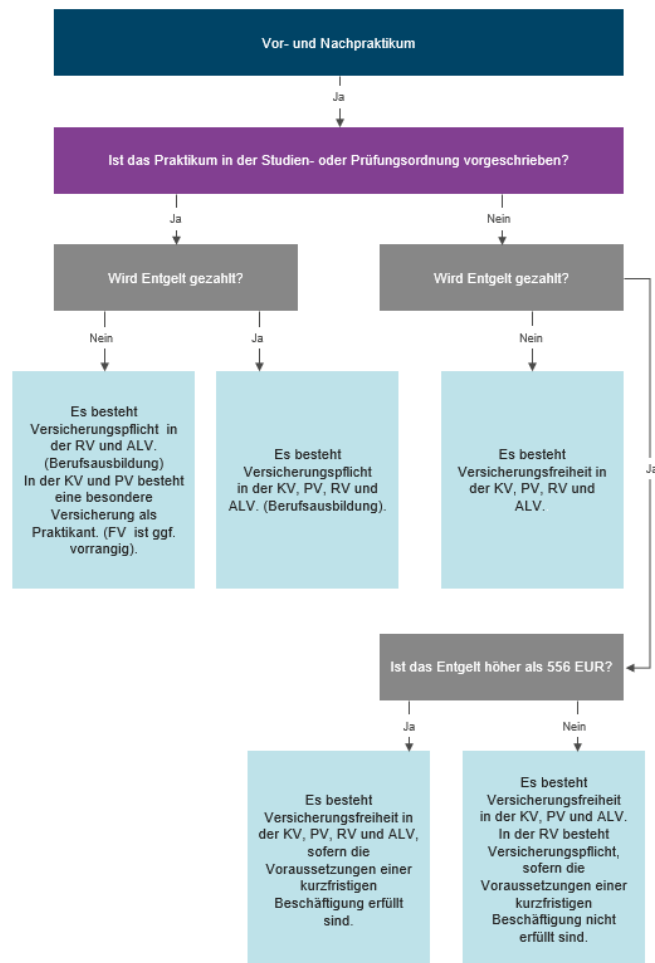 Vor- und Nachpraktikum
Ja
Ist das Praktikum in der Studien- oder Prüfungsordnung vorgeschrieben?
Ja
Nein
Wird Entgelt gezahlt?
Wird Entgelt gezahlt?
Nein
Ja
Nein
Ja
Es besteht
Versicherungspflicht in
der RV und ALV.
(Berufsausbildung)
In der KV und PV besteht
eine besondere
Versicherung als
Praktikant. (FV ist ggf.
vorrangig).
Es besteht
Versicherungspflicht
in der KV, PV, RV und
ALV. (Berufsausbildung).
Es besteht
Versicherungsfreiheit in
der KV, PV, RV und
ALV.
Ist das Entgelt höher als 556 EUR?
Ja
Nein
Es besteht
Versicherungsfreiheit in
der KV, PV, RV und ALV,
sofern die
Voraussetzungen einer
kurzfristigen
Beschäftigung erfüllt
sind.
Es besteht
Versicherungsfreiheit
in der KV, PV und ALV.
In der RV besteht
Versicherungspflicht,
sofern die
Voraussetzungen einer
kurzfristigen
Beschäftigung nicht
erfüllt sind.